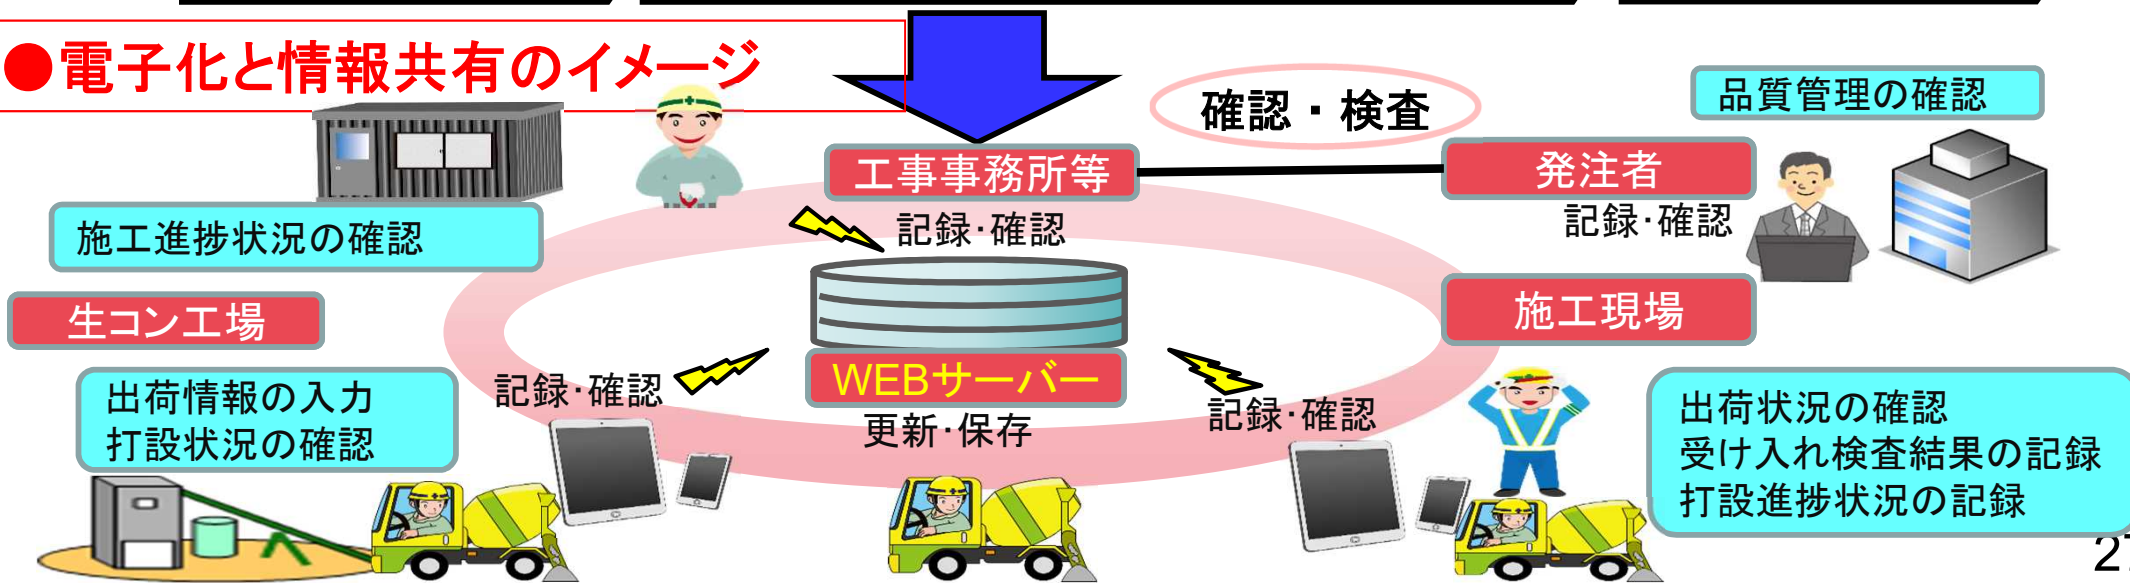 ●電子化と情報共有のイメージ
確認・検査
品質管理の確認
工事事務所等
発注者
記録･確認
記録･確認
施工進捗状況の確認
生コン工場
施工現場
WEBサーバー
更新･保存
出荷情報の入力
打設状況の確認
記録･確認
記録･確認
出荷状況の確認
受け入れ検査結果の記録
打設進捗状況の記録